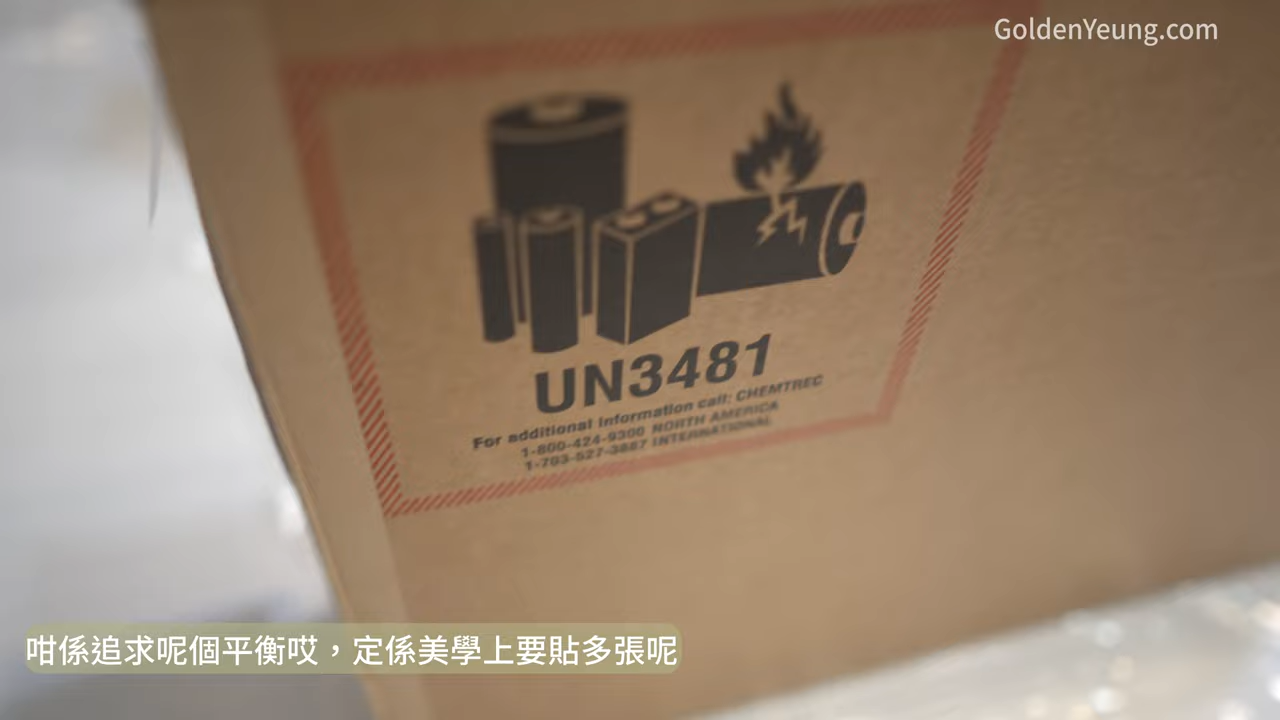 GoldenYeung.com
UN3481
For additional information call: CHEMTREC
1-800-424-9300 NORTH AMERICA
1-703-527-3887 INTERNATIONAL
咁係追求呢個平衡哎，定係美學上要貼多張呢